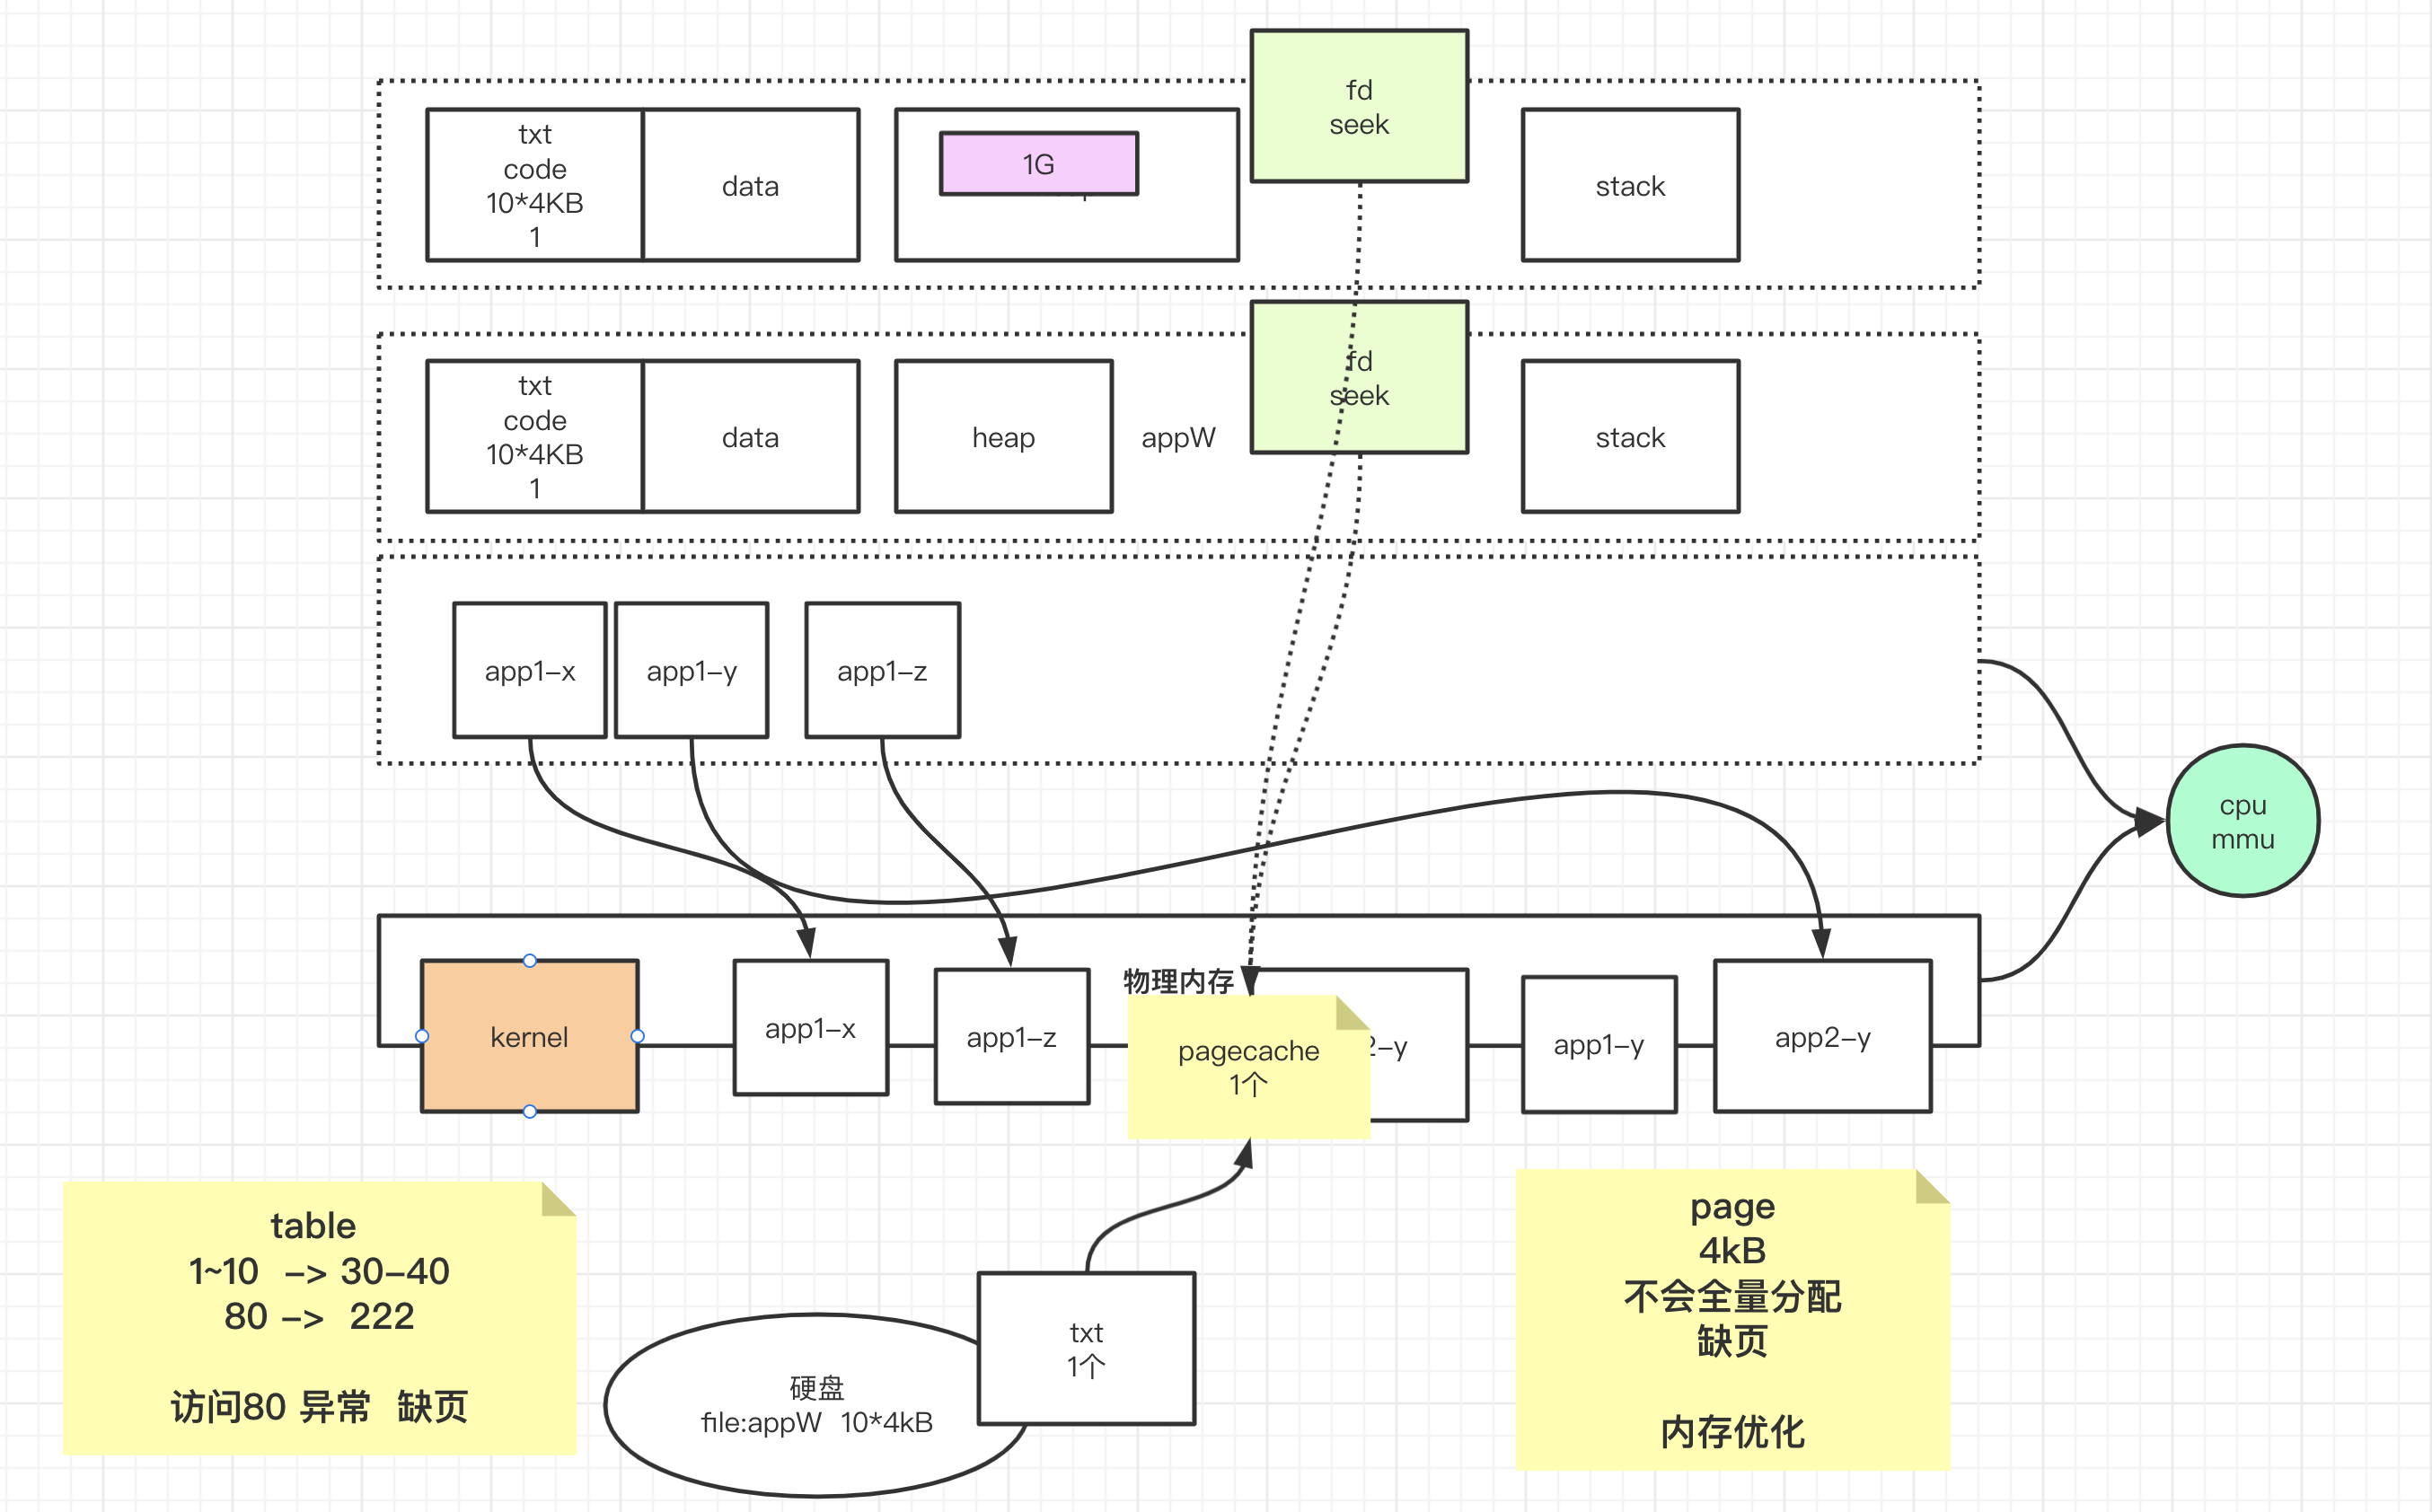 fd
seek
txt
code
10*4KB
1
data
1G
stack
fd
seek
txt
code
10*4KB
1
data
heap
appW
stack
app1-x
app1-y
app1-z
cpu
mmu
物理内存
kernel
app1-x
app1-z
pagecache
1个
2-y
app1-y
app2-y
table
1~10 -> 30-40
80 -> 222
访问80 异常 缺页
硬盘
file:appW 10*4kB
txt
1个
page
4kB
不会全量分配
缺页
内存优化